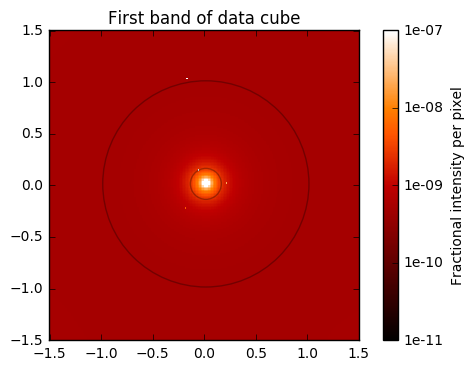 First band of data cube
1.5
1.0
0.5
0.0
−0.5
−1.0
−1.5
−1.5
−1.0
−0.5
0.0
0.5
1.0
1.5
1e-07
1e-08
1e-09
1e-10
1e-11
Fractional intensity per pixel